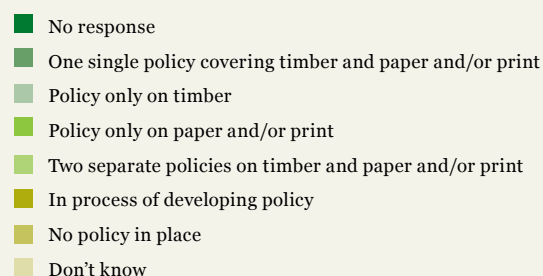 No response
One single policy covering timber and paper and/or print
Policy only on timber
Policy only on paper and/or print
Two separate policies on timber and paper and/or print
In process of developing policy
No policy in place
Don't know